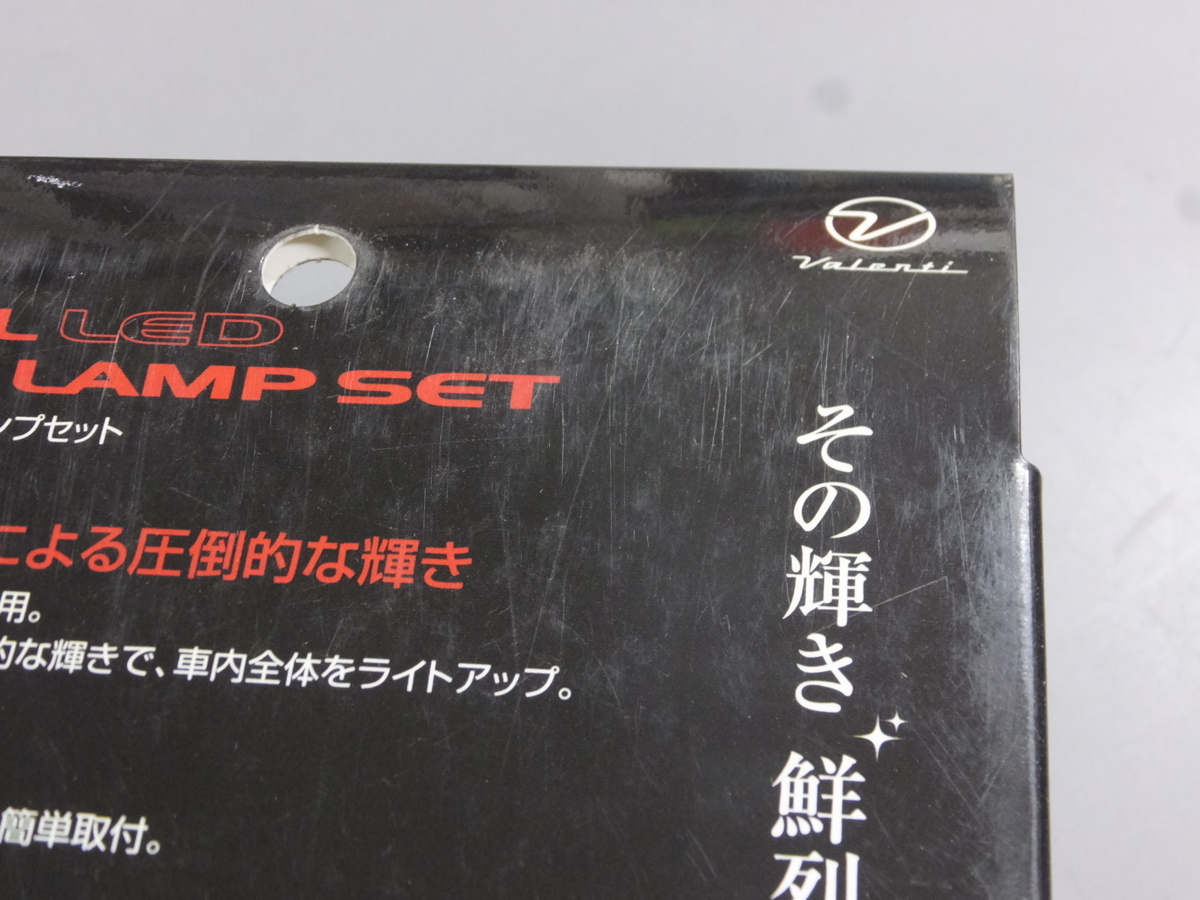 Valenti
L LED
LAMP SET
ンプセット
による圧倒的な輝き
用。
的な輝きで、車内全体をライトアップ。
簡単取付。
その輝き 鮮列